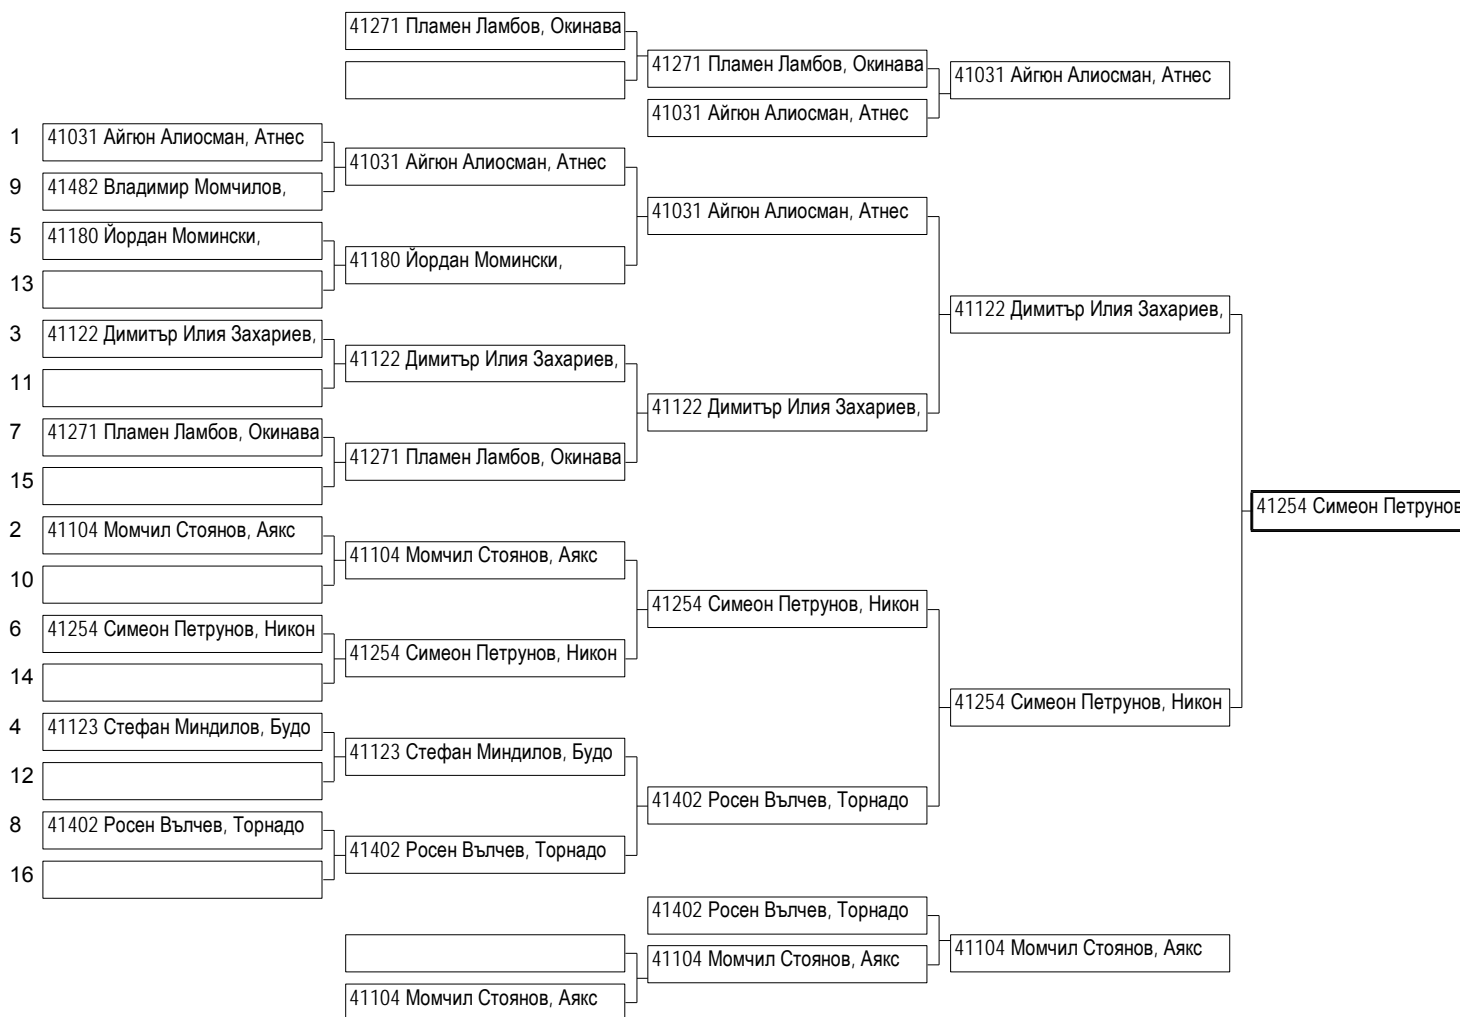 41271 Пламен Ламбов, Окинава
41271 Пламен Ламбов, Окинава
41031 Айгюн Алиосман, Атнес
41031 Айгюн Алиосман, Атнес
1 41031 Айгюн Алиосман, Атнес
41031 Айгюн Алиосман, Атнес
9 41482 Владимир Момчилов,
41031 Айгюн Алиосман, Атнес
5 41180 Йордан Момински,
41180 Йордан Момински,
13
41122 Димитър Илия Захариев,
3 41122 Димитър Илия Захариев,
41122 Димитър Илия Захариев,
11
41122 Димитър Илия Захариев,
7 41271 Пламен Ламбов, Окинава
41271 Пламен Ламбов, Окинава
15
41254 Симеон Петрунов
2 41104 Момчил Стоянов, Аякс
41104 Момчил Стоянов, Аякс
10
41254 Симеон Петрунов, Никон
6 41254 Симеон Петрунов, Никон
41254 Симеон Петрунов, Никон
14
41254 Симеон Петрунов, Никон
4 41123 Стефан Миндилов, Будо
41123 Стефан Миндилов, Будо
12
41402 Росен Вълчев, Торнадо
8 41402 Росен Вълчев, Торнадо
41402 Росен Вълчев, Торнадо
16
41402 Росен Вълчев, Торнадо
41104 Момчил Стоянов, Аякс
41104 Момчил Стоянов, Аякс
41104 Момчил Стоянов, Аякс